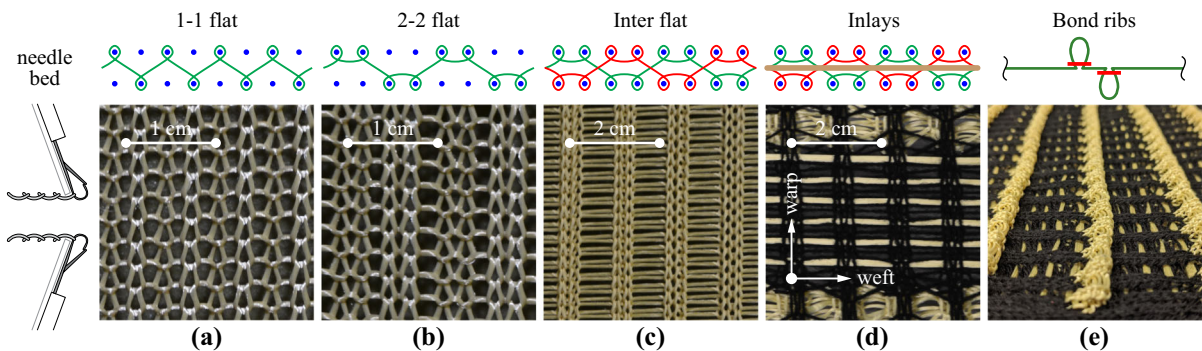 1-1 flat
2-2 flat
Inter flat
Inlays
Bond ribs
needle
bed
1 cm
1 cm
2 cm
2 cm
warp
weft
(a)
(b)
(c)
(d)
(e)